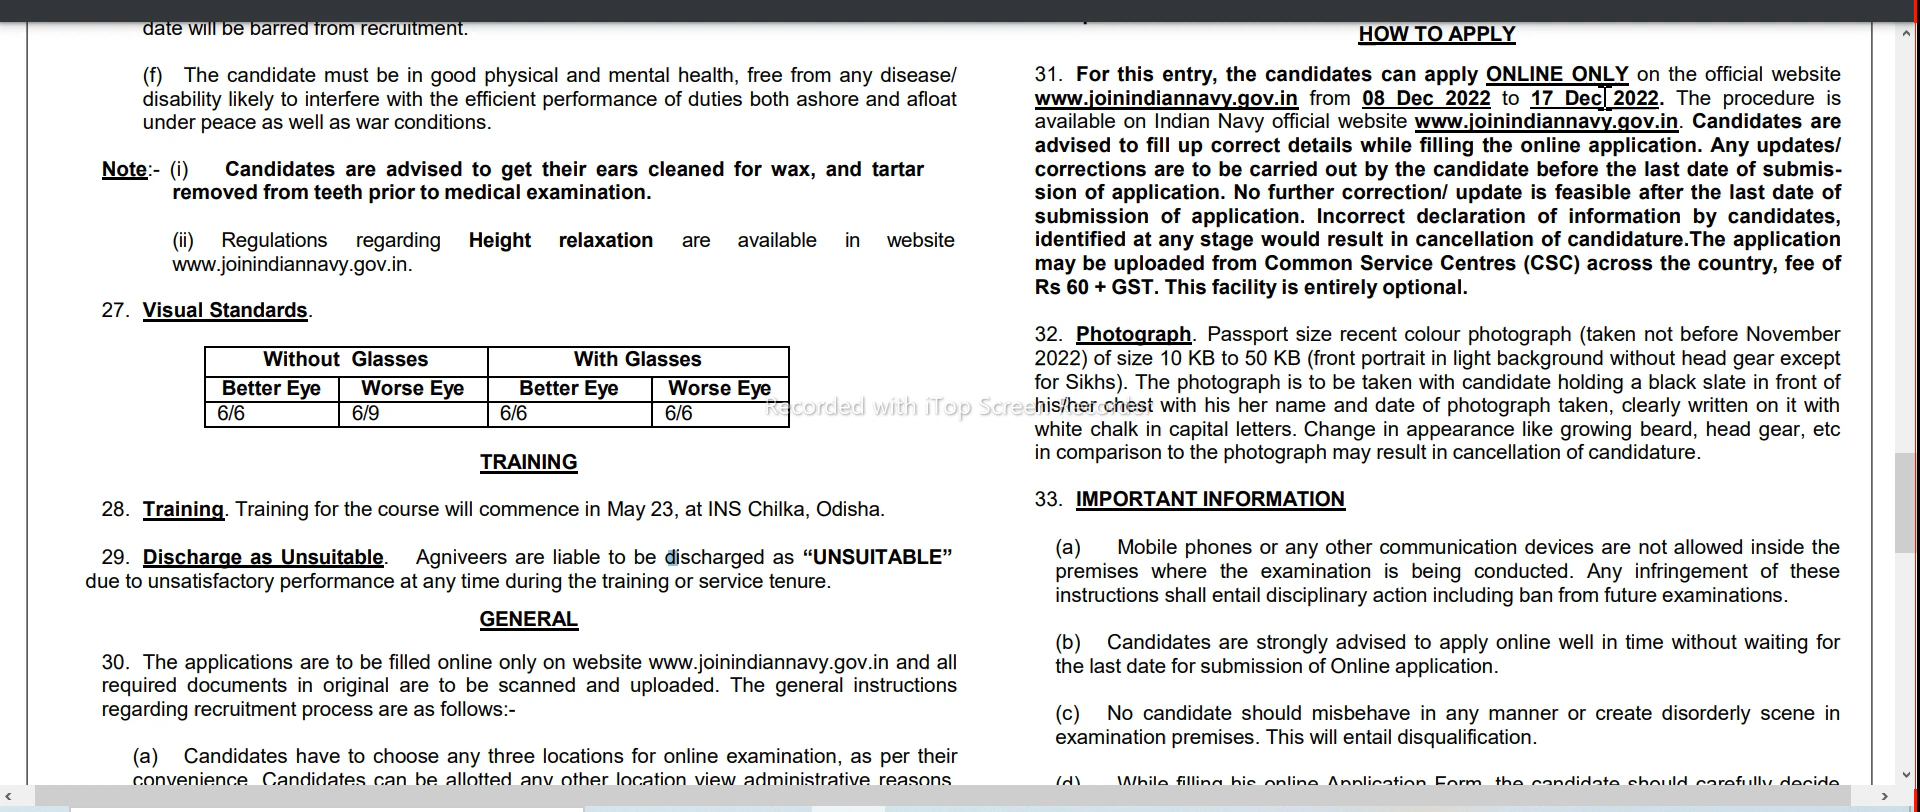 date will be barred from recruitment.
(f) The candidate must be in good physical and mental health, free from any disease/
disability likely to interfere with the efficient performance of duties both ashore and afloat
under peace as well as war conditions.
Note:- (i) Candidates are advised to get their ears cleaned for wax, and tartar
removed from teeth prior to medical examination.
(ii) Regulations regarding Height relaxation are available in website
www.joinindiannavy.gov.in.
27. Visual Standards.
Without Glasses With Glasses
Better Eye Worse Eye Better Eye Worse Eye
6/6 6/9 6/6 6/6
TRAINING
28. Training. Training for the course will commence in May 23, at INS Chilka, Odisha.
29. Discharge as Unsuitable. Agniveers are liable to be discharged as “UNSUITABLE”
due to unsatisfactory performance at any time during the training or service tenure.
GENERAL
30. The applications are to be filled online only on website www.joinindiannavy.gov.in and all
required documents in original are to be scanned and uploaded. The general instructions
regarding recruitment process are as follows:-
(a) Candidates have to choose any three locations for online examination, as per their
convenience. Candidates can be allotted any other location view administrative reasons.
HOW TO APPLY
31. For this entry, the candidates can apply ONLINE ONLY on the official website
www.joinindiannavy.gov.in from 08 Dec 2022 to 17 Dec 2022. The procedure is
available on Indian Navy official website www.joinindiannavy.gov.in. Candidates are
advised to fill up correct details while filling the online application. Any updates/
corrections are to be carried out by the candidate before the last date of submis-
sion of application. No further correction/ update is feasible after the last date of
submission of application. Incorrect declaration of information by candidates,
identified at any stage would result in cancellation of candidature.The application
may be uploaded from Common Service Centres (CSC) across the country, fee of
Rs 60 + GST. This facility is entirely optional.
32. Photograph. Passport size recent colour photograph (taken not before November
2022) of size 10 KB to 50 KB (front portrait in light background without head gear except
for Sikhs). The photograph is to be taken with candidate holding a black slate in front of
his/her chest with his her name and date of photograph taken, clearly written on it with
white chalk in capital letters. Change in appearance like growing beard, head gear, etc
in comparison to the photograph may result in cancellation of candidature.
33. IMPORTANT INFORMATION
(a) Mobile phones or any other communication devices are not allowed inside the
premises where the examination is being conducted. Any infringement of these
instructions shall entail disciplinary action including ban from future examinations.
(b) Candidates are strongly advised to apply online well in time without waiting for
the last date for submission of Online application.
(c) No candidate should misbehave in any manner or create disorderly scene in
examination premises. This will entail disqualification.
(d) While filling his online Application Form, the candidate should carefully decide
Recorded with iTop Screen Recorder